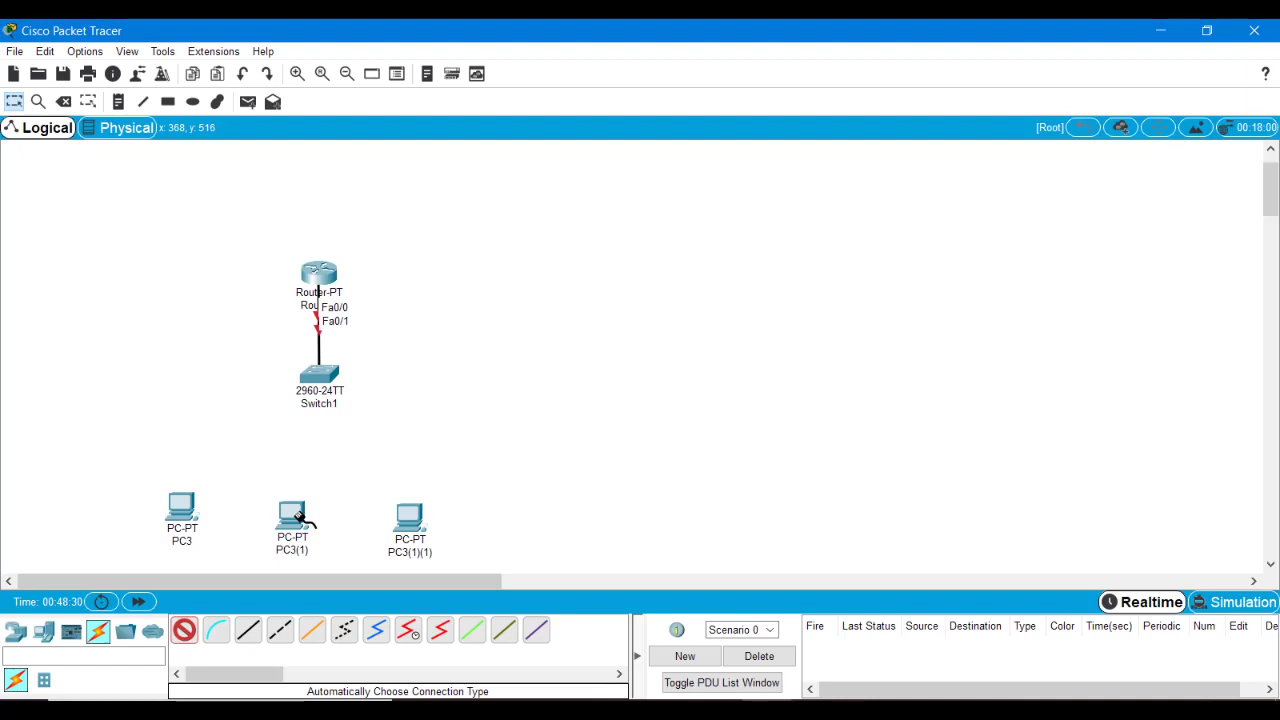 Cisco Packet Tracer
File Edit Options View Tools Extensions Help
Logical Physical x: 368, y: 516 [Root] 00:18:00
Router-PT
Rou Fa0/0
Fa0/1
2960-24TT
Switch1
PC-PT
PC3
PC-PT
PC3(1)
PC-PT
PC3(1)(1)
Time: 00:48:30 Realtime Simulation
Scenario 0
New Delete
Toggle PDU List Window
Fire Last Status Source Destination Type Color Time(sec) Periodic Num Edit De
Automatically Choose Connection Type